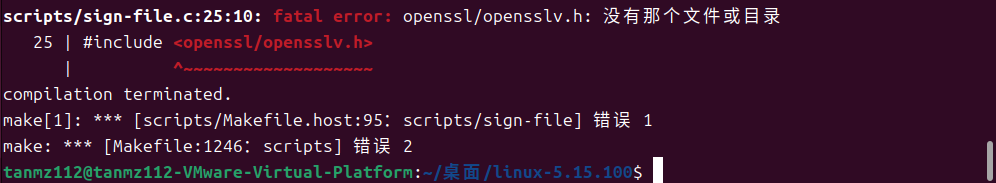 scripts/sign-file.c:25:10: fatal error: openssl/opensslv.h: 没有那个文件或目录
   25 | #include <openssl/opensslv.h>
      |          ^~~~~~~~~~~~~~~~~~~~
compilation terminated.
make[1]: *** [scripts/Makefile.host:95：scripts/sign-file] 错误 1
make: *** [Makefile:1246：scripts] 错误 2
tanmz112@tanmz112-VMware-Virtual-Platform:~/桌面/linux-5.15.100$